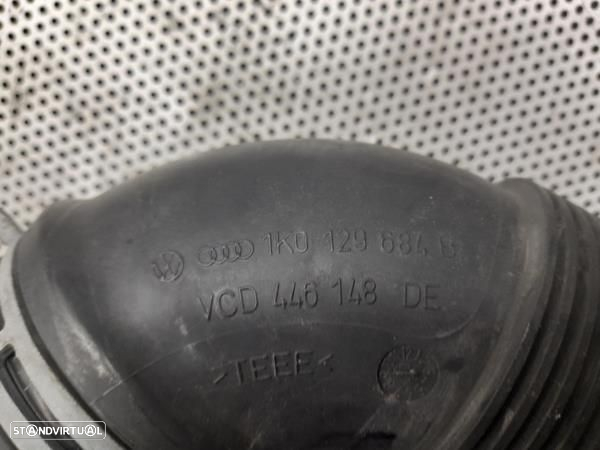 1K0 129 684
VCD 446 148 DE
>TEEE<
STANDVIRTUAL